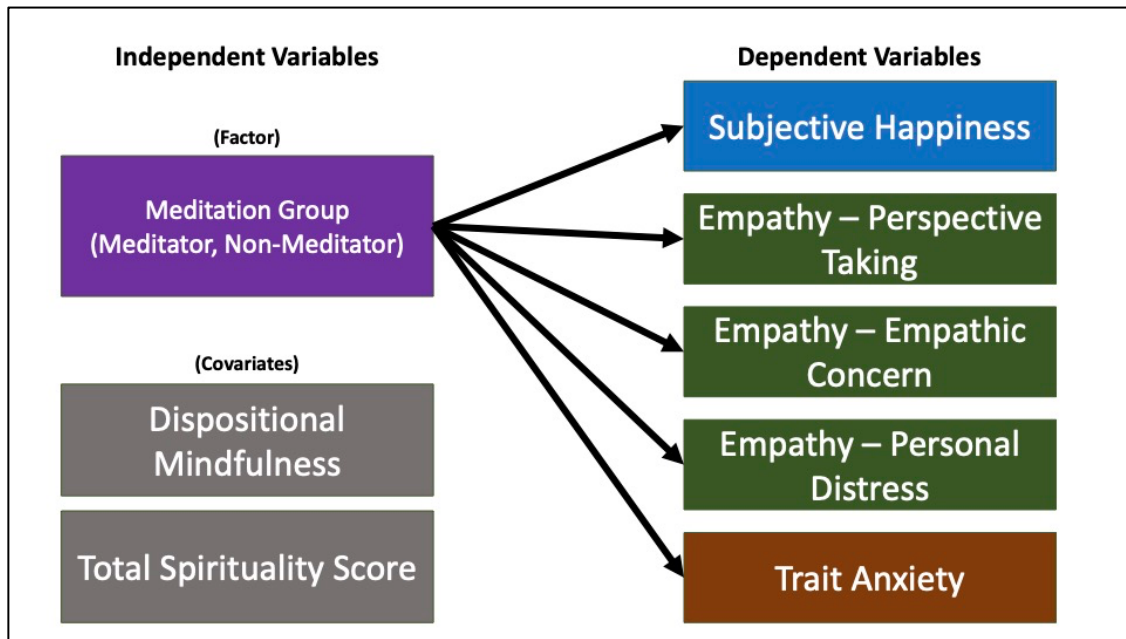 Independent Variables
(Factor)
Meditation Group
(Meditator, Non-Meditator)
(Covariates)
Dispositional
Mindfulness
Total Spirituality Score
Dependent Variables
Subjective Happiness
Empathy – Perspective
Taking
Empathy – Empathic
Concern
Empathy – Personal
Distress
Trait Anxiety